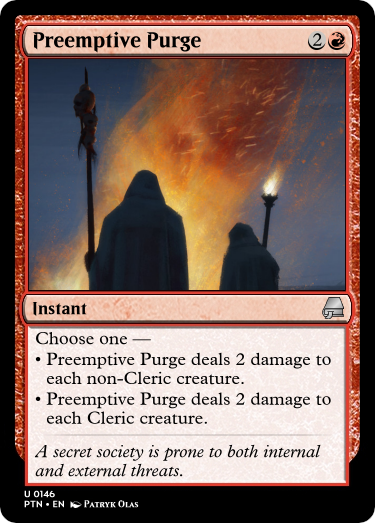 Preemptive Purge 2
Instant
Choose one —
• Preemptive Purge deals 2 damage to
each non-Cleric creature.
• Preemptive Purge deals 2 damage to
each Cleric creature.
A secret society is prone to both internal
and external threats.
U 0146
PTN • EN Patryk Olas